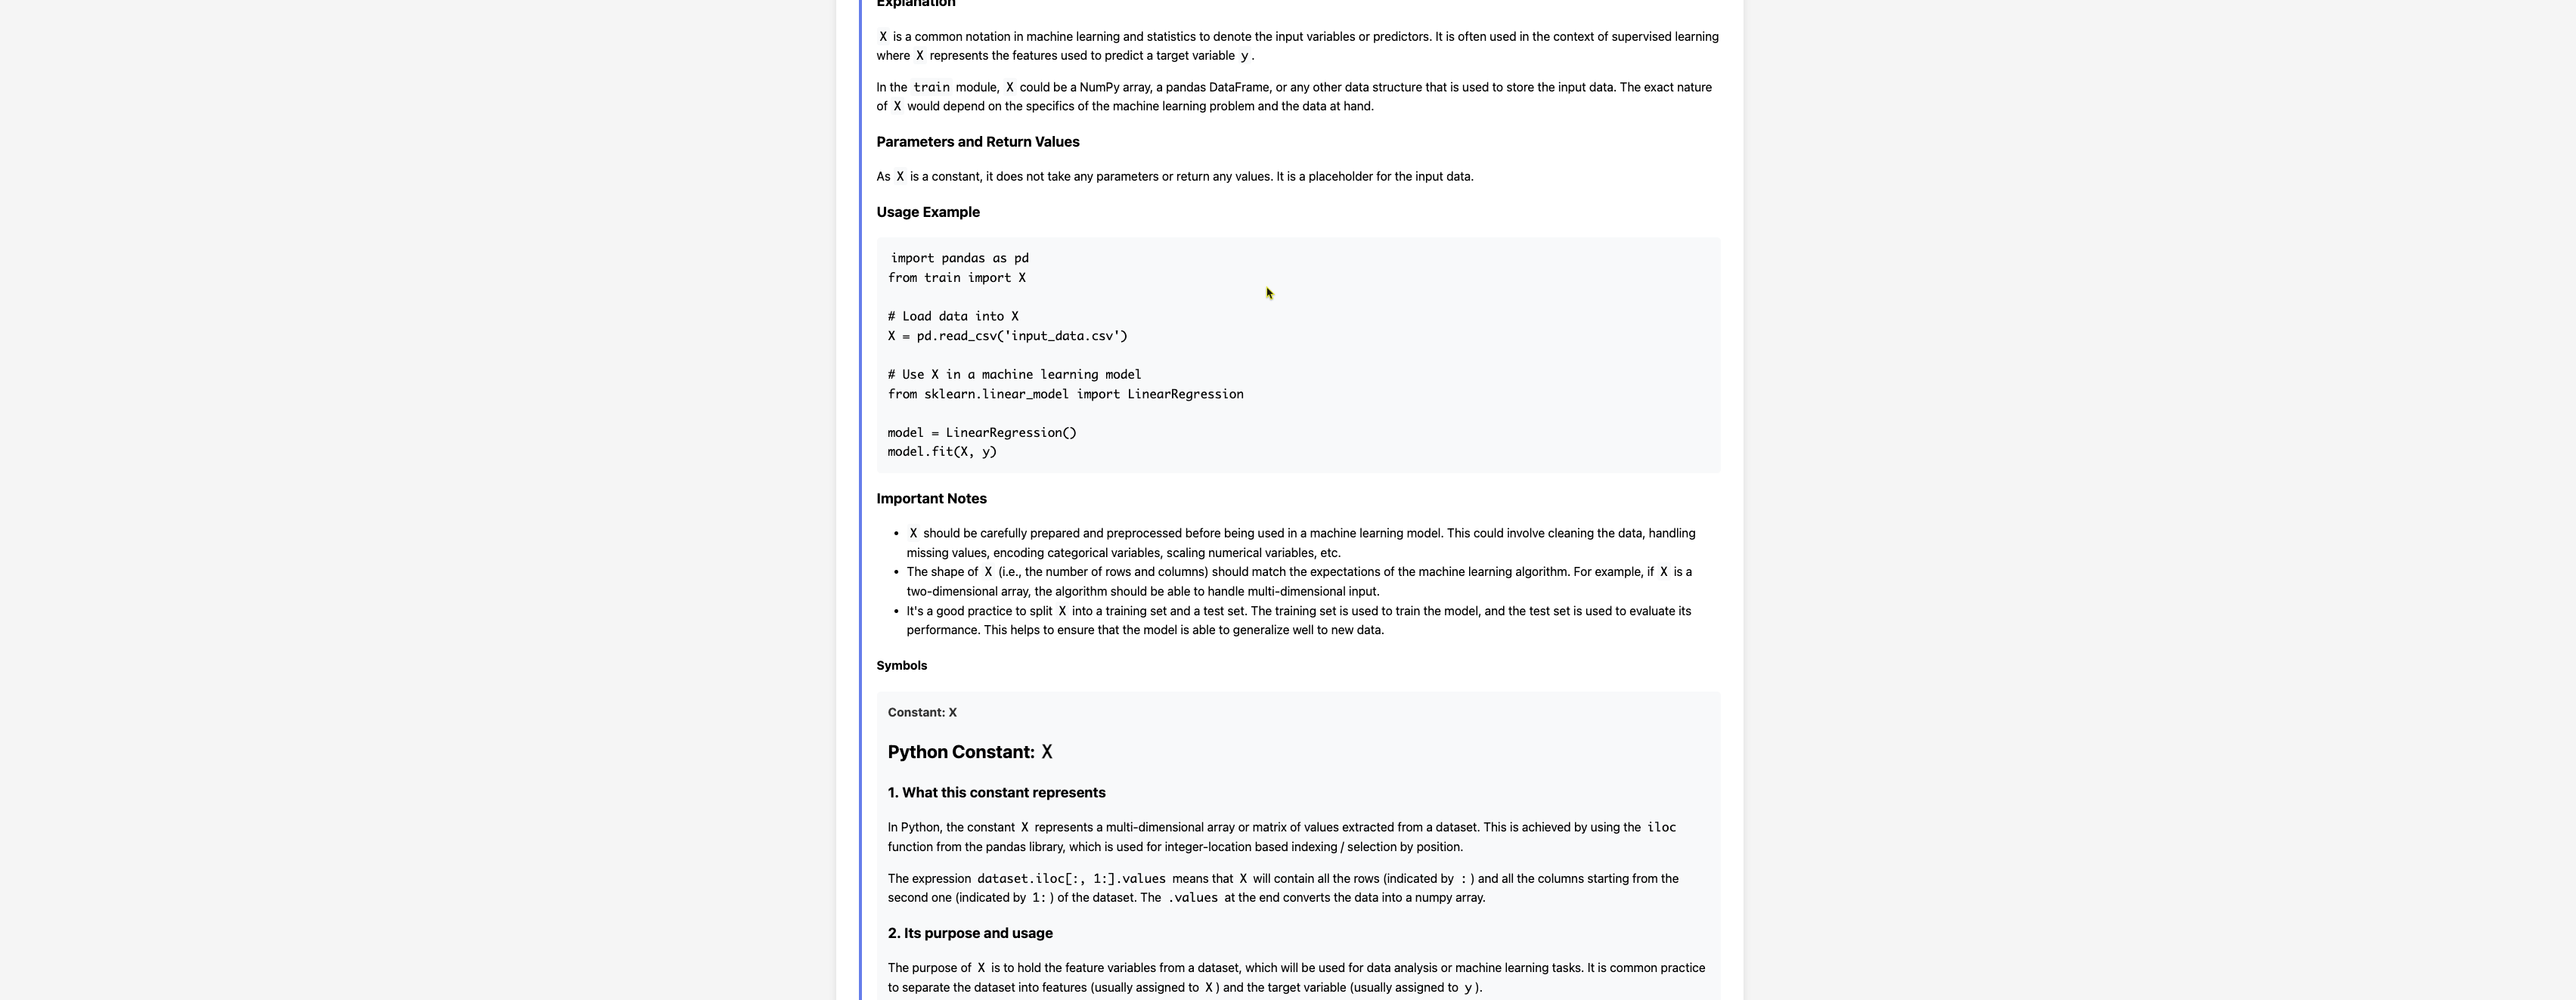 Explanation
X is a common notation in machine learning and statistics to denote the input variables or predictors. It is often used in the context of supervised learning
where X represents the features used to predict a target variable y .
In the train module, X could be a NumPy array, a pandas DataFrame, or any other data structure that is used to store the input data. The exact nature
of X would depend on the specifics of the machine learning problem and the data at hand.
Parameters and Return Values
As X is a constant, it does not take any parameters or return any values. It is a placeholder for the input data.
Usage Example
import pandas as pd
from train import X
# Load data into X
X = pd.read_csv('input_data.csv')
# Use X in a machine learning model
from sklearn.linear_model import LinearRegression
model = LinearRegression()
model.fit(X, y)
Important Notes
• X should be carefully prepared and preprocessed before being used in a machine learning model. This could involve cleaning the data, handling
missing values, encoding categorical variables, scaling numerical variables, etc.
• The shape of X (i.e., the number of rows and columns) should match the expectations of the machine learning algorithm. For example, if X is a
two-dimensional array, the algorithm should be able to handle multi-dimensional input.
• It's a good practice to split X into a training set and a test set. The training set is used to train the model, and the test set is used to evaluate its
performance. This helps to ensure that the model is able to generalize well to new data.
Symbols
Constant: X
Python Constant: X
1. What this constant represents
In Python, the constant X represents a multi-dimensional array or matrix of values extracted from a dataset. This is achieved by using the iloc
function from the pandas library, which is used for integer-location based indexing / selection by position.
The expression dataset.iloc[:, 1:].values means that X will contain all the rows (indicated by : ) and all the columns starting from the
second one (indicated by 1: ) of the dataset. The .values at the end converts the data into a numpy array.
2. Its purpose and usage
The purpose of X is to hold the feature variables from a dataset, which will be used for data analysis or machine learning tasks. It is common practice
to separate the dataset into features (usually assigned to X ) and the target variable (usually assigned to y ).